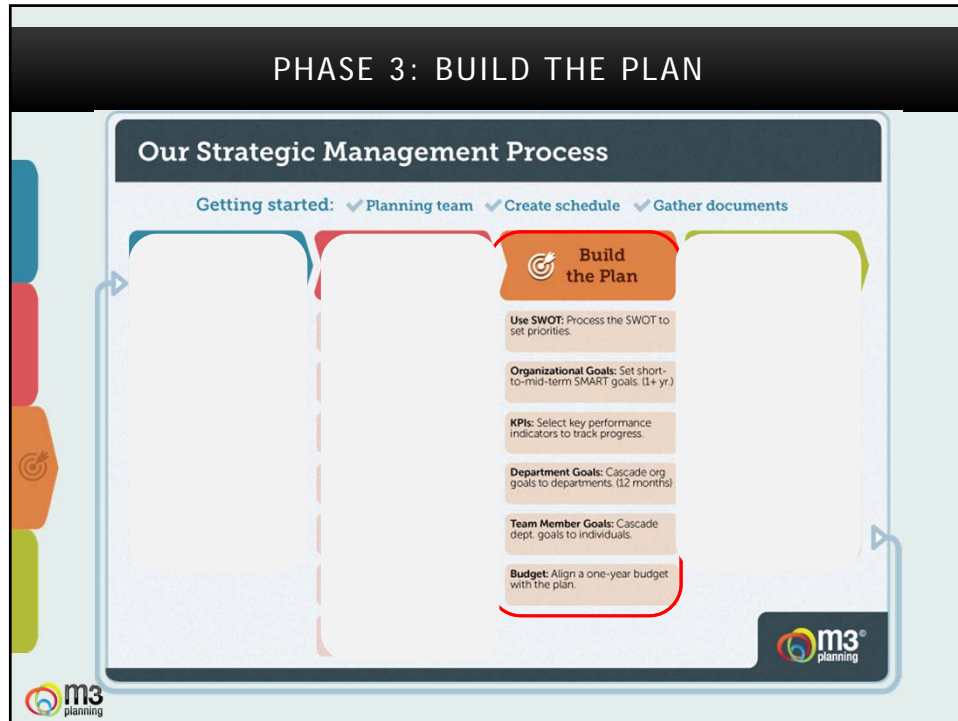 PHASE 3: BUILD THE PLAN
Our Strategic Management Process
Getting started: Planning team Create schedule Gather documents
Build
the Plan
Use SWOT: Process the SWOT to
set priorities.
Organizational Goals: Set short-
to-mid-term SMART goals. (1+ yr.)
KPIs: Select key performance
indicators to track progress.
Department Goals: Cascade org
goals to departments. (12 months)
Team Member Goals: Cascade
dept. goals to individuals.
Budget: Align a one-year budget
with the plan.
m3©
planning
m3
planning